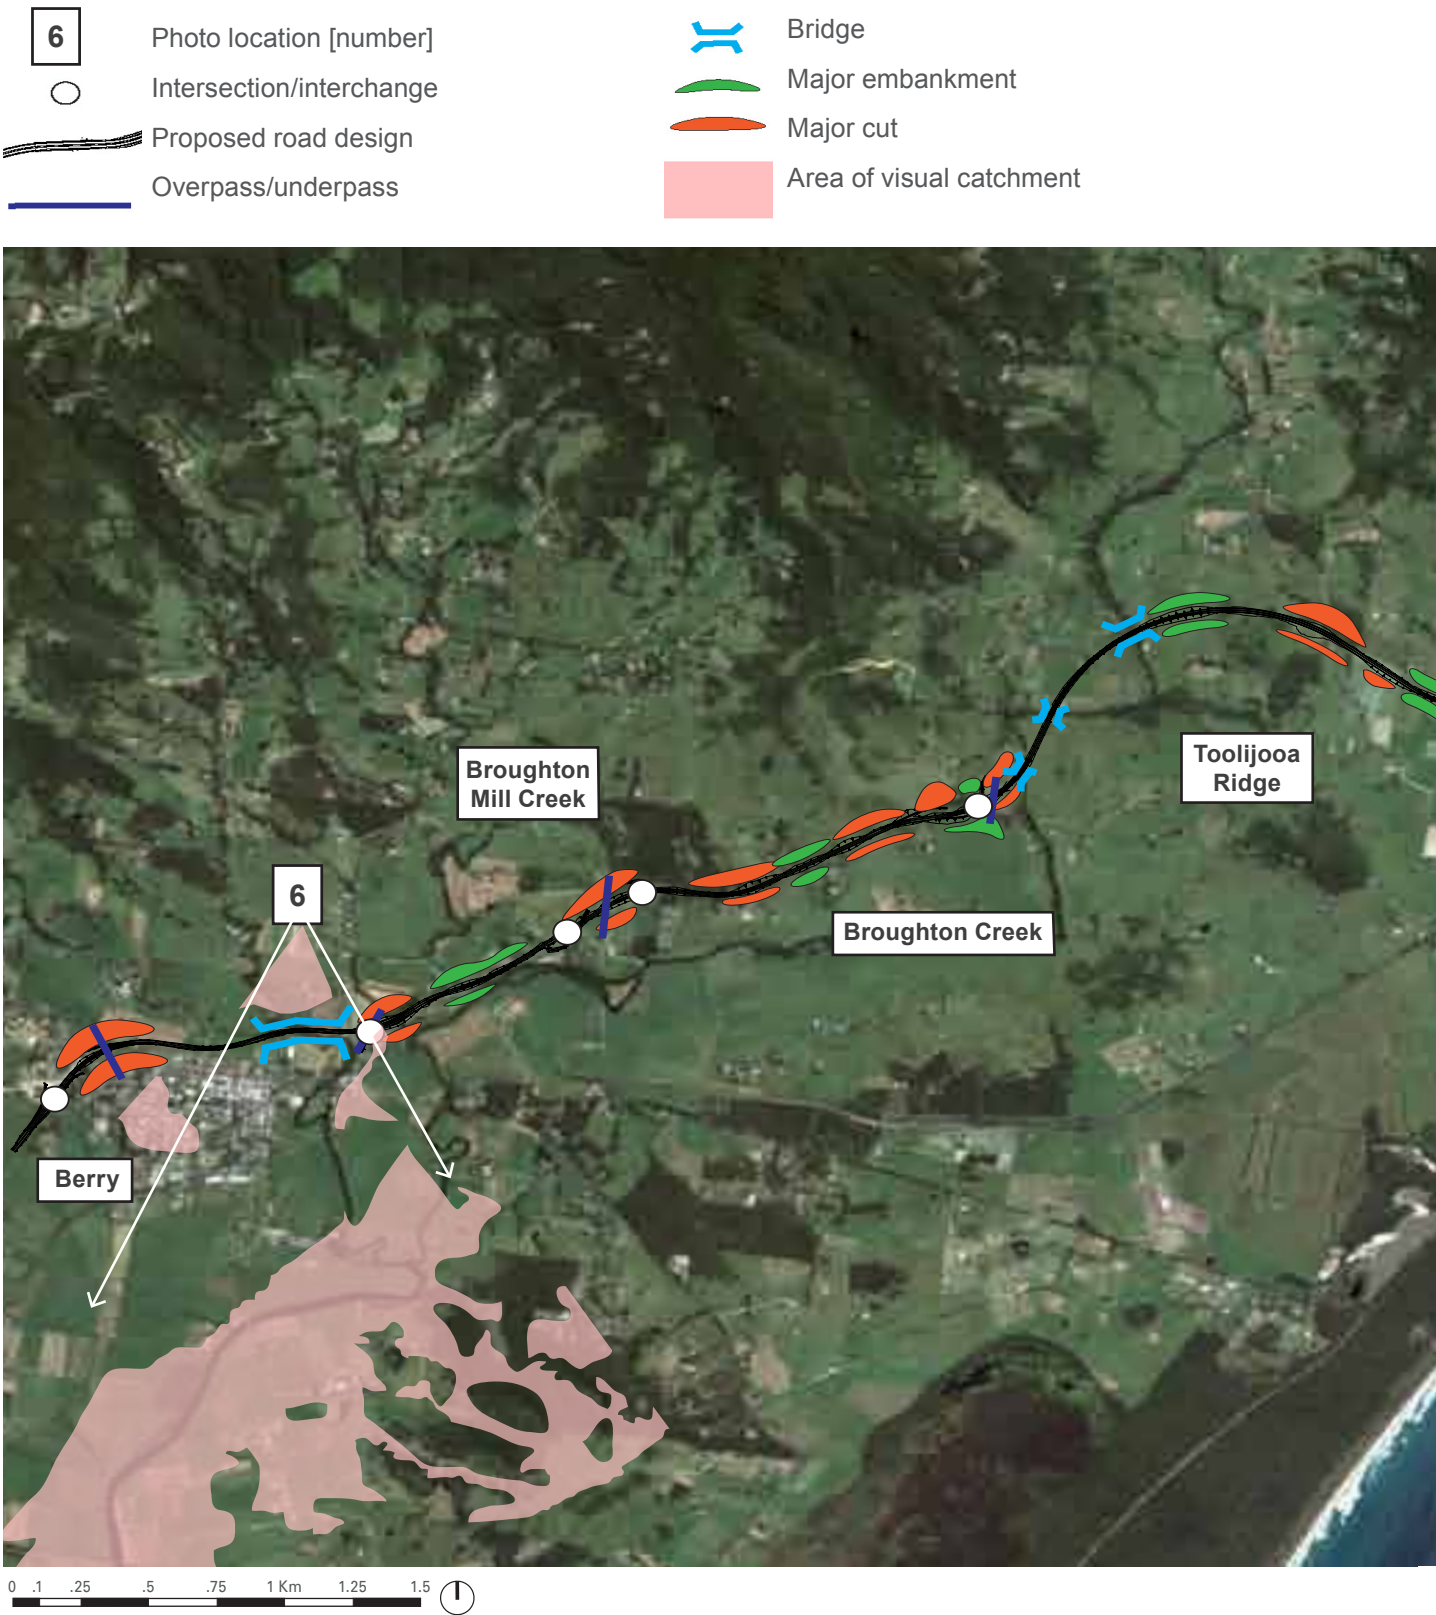 6
Photo location [number]
Intersection/interchange
Proposed road design
Overpass/underpass
Bridge
Major embankment
Major cut
Area of visual catchment
Toolijooa
Ridge
Broughton
Mill Creek
6
Broughton Creek
Berry
0 .1 .25 .5 .75 1 Km 1.25 1.5